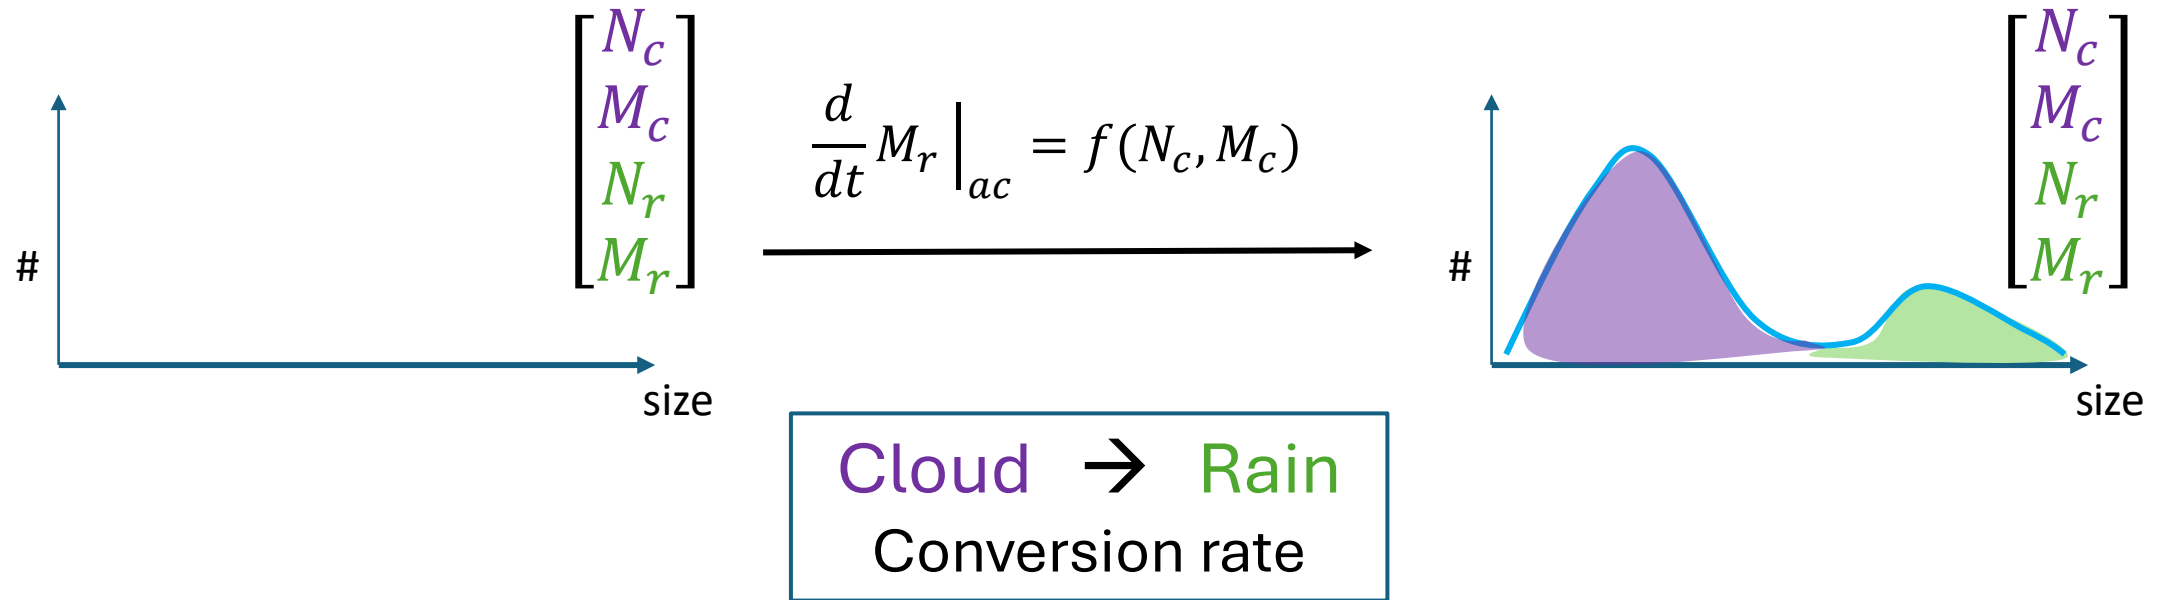 #
size
[N_c
M_c
N_r
M_r]
d/dt M_r |_ac = f(N_c, M_c)
Cloud → Rain
Conversion rate
#
size
[N_c
M_c
N_r
M_r]